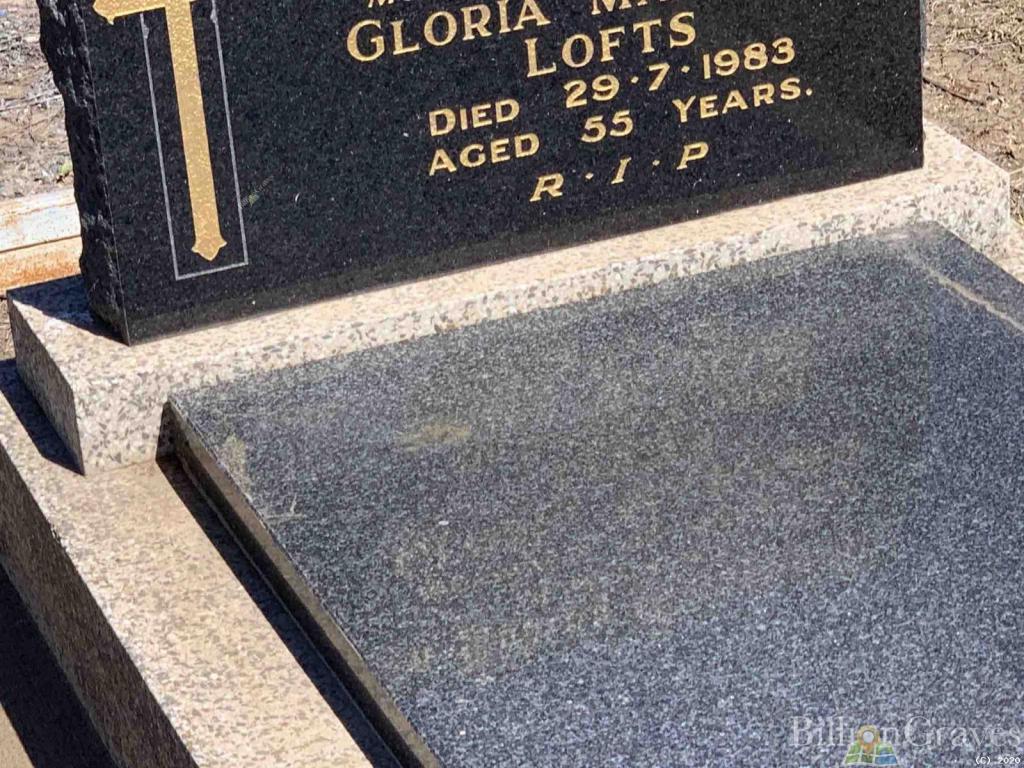 GLORIA
LOFTS
DIED 29·7·1983
AGED 55 YEARS.
R·I·P
BillionGraves
(C) 2020